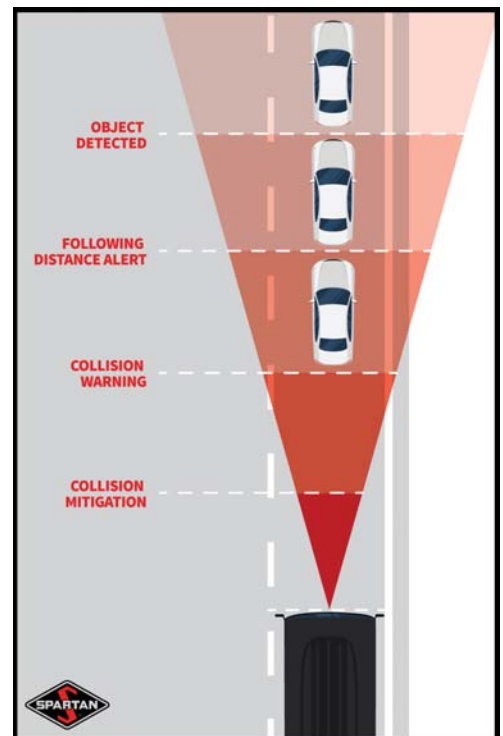 OBJECT
DETECTED
FOLLOWING
DISTANCE ALERT
COLLISION
WARNING
COLLISION
MITIGATION
SPARTAN